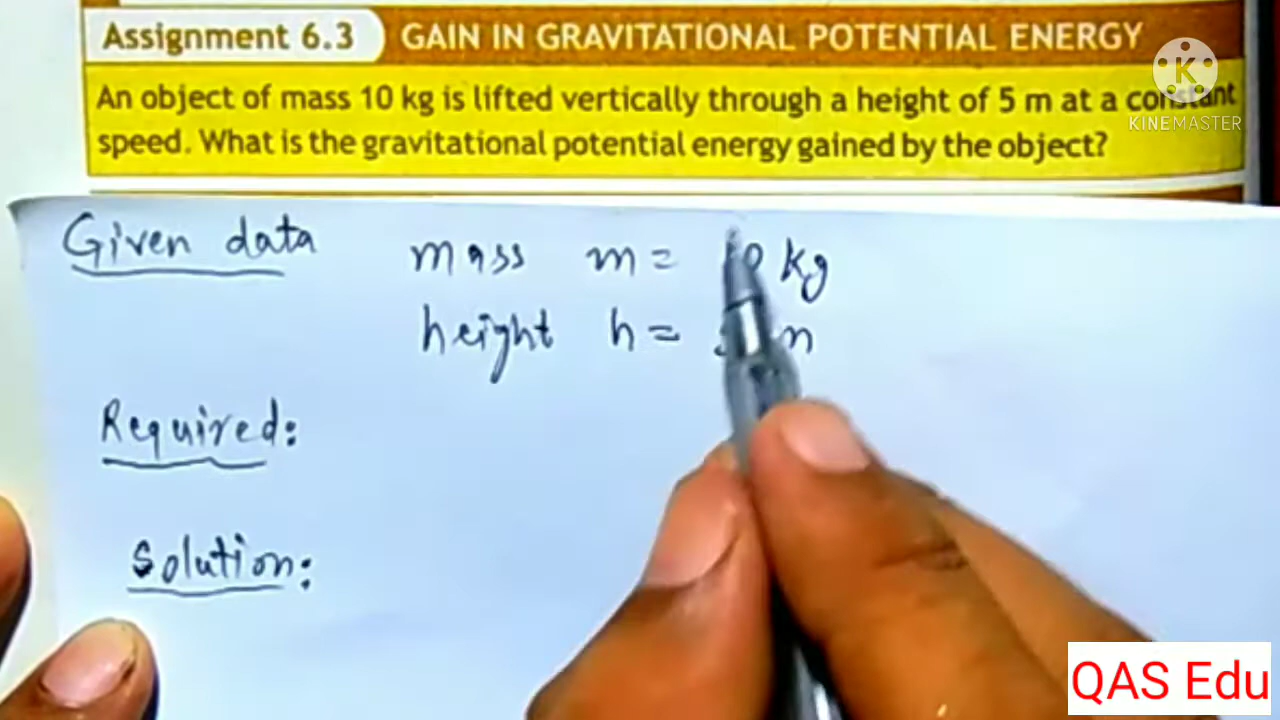 Assignment 6.3 GAIN IN GRAVITATIONAL POTENTIAL ENERGY
An object of mass 10 kg is lifted vertically through a height of 5 m at a constant
speed. What is the gravitational potential energy gained by the object?
K
KINEMASTER
Given data mass m = 10 kg
height h = m
Required:
Solution:
QAS Edu